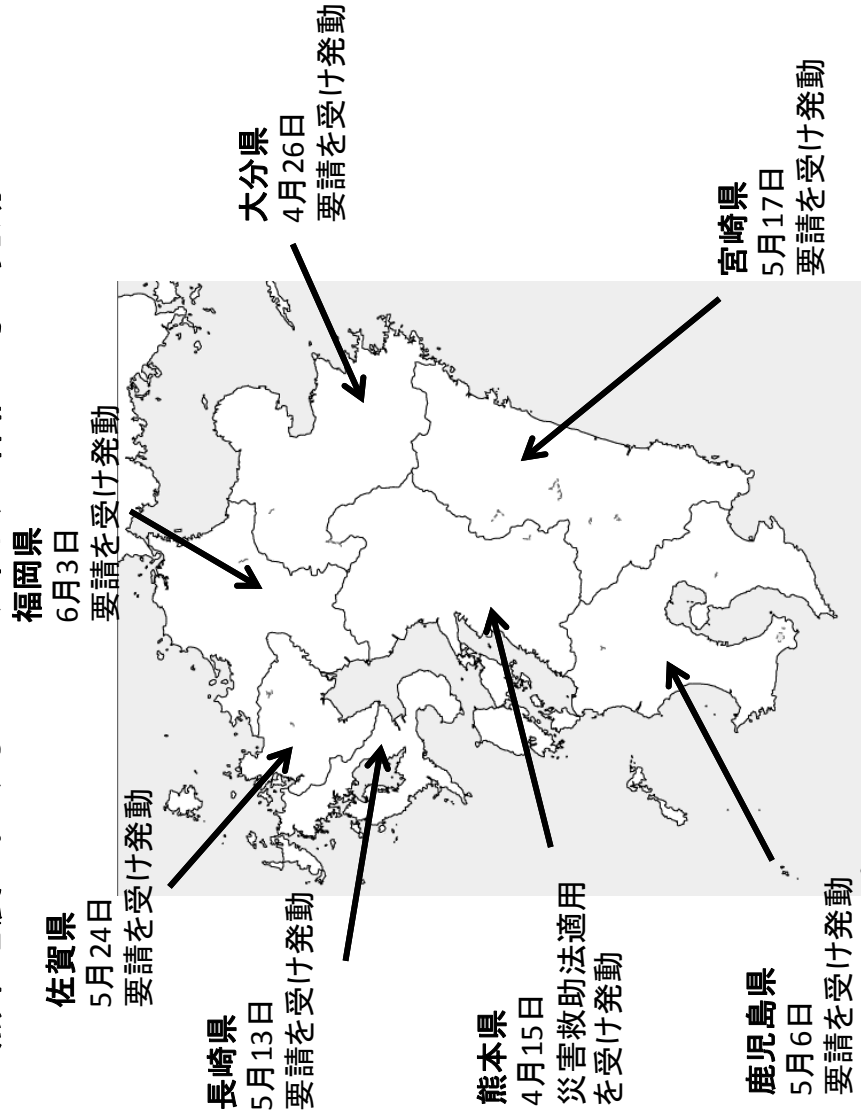 福岡県
6月3日
要請を受け発動
佐賀県
5月24日
要請を受け発動
長崎県
5月13日
要請を受け発動
熊本県
4月15日
災害救助法適用
を受け発動
鹿児島県
5月6日
要請を受け発動
大分県
4月26日
要請を受け発動
宮崎県
5月17日
要請を受け発動